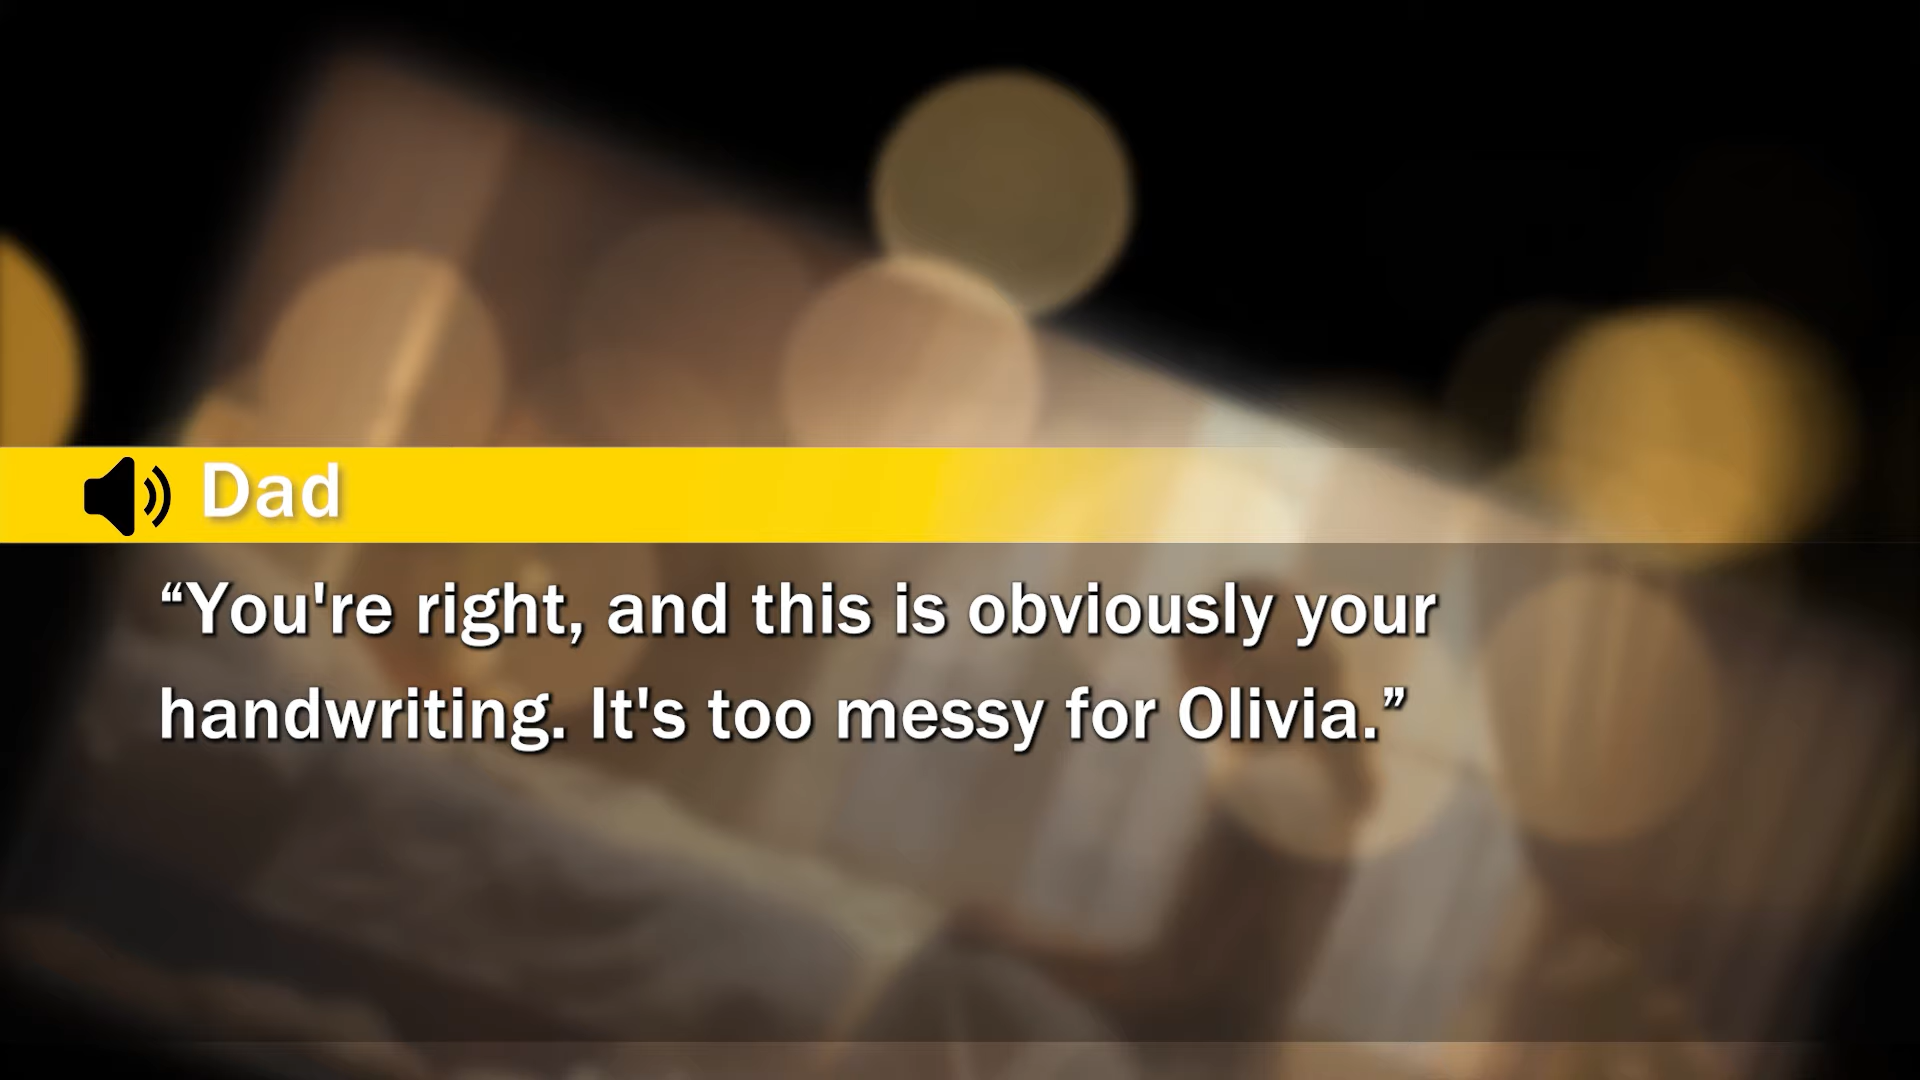 Dad
“You're right, and this is obviously your
handwriting. It's too messy for Olivia.”